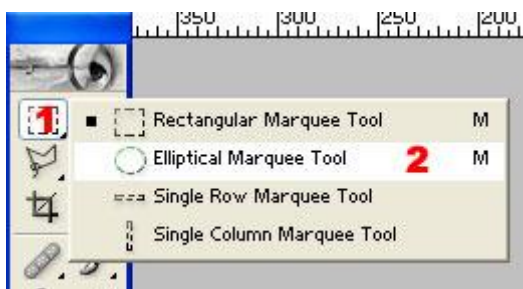 350 300 250 200
1
Rectangular Marquee Tool M
Elliptical Marquee Tool 2 M
Single Row Marquee Tool
Single Column Marquee Tool